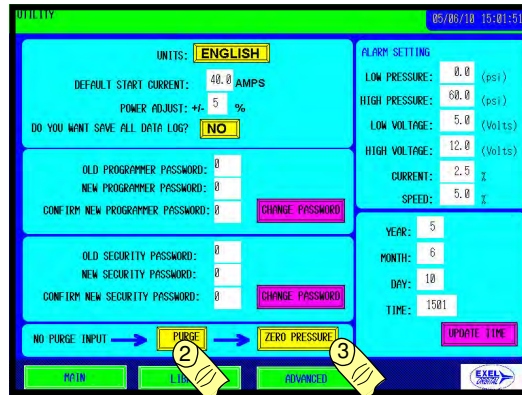 UTILITY 05/06/10 15:01:51
UNITS: ENGLISH
DEFAULT START CURRENT: 40.0 AMPS
POWER ADJUST: +/- 5 %
DO YOU WANT SAVE ALL DATA LOG? NO
OLD PROGRAMMER PASSWORD: 0
NEW PROGRAMMER PASSWORD: 0
CONFIRM NEW PROGRAMMER PASSWORD: 0 CHANGE PASSWORD
OLD SECURITY PASSWORD: 0
NEW SECURITY PASSWORD: 0
CONFIRM NEW SECURITY PASSWORD: 0 CHANGE PASSWORD
NO PURGE INPUT PURGE ZERO PRESSURE
2 3
ALARM SETTING
LOW PRESSURE: 0.0 (psi)
HIGH PRESSURE: 60.0 (psi)
LOW VOLTAGE: 5.0 (Volts)
HIGH VOLTAGE: 12.0 (Volts)
CURRENT: 2.5 %
SPEED: 5.0 %
YEAR: 5
MONTH: 6
DAY: 10
TIME: 1501
UPDATE TIME
MAIN ADVANCED EXEL ORBITAL